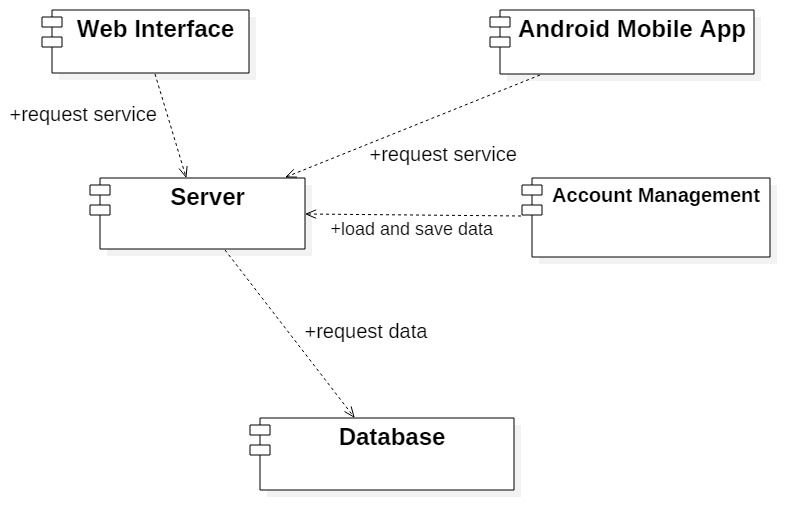 Web Interface
Android Mobile App
+request service
+request service
Server
Account Management
+load and save data
+request data
Database